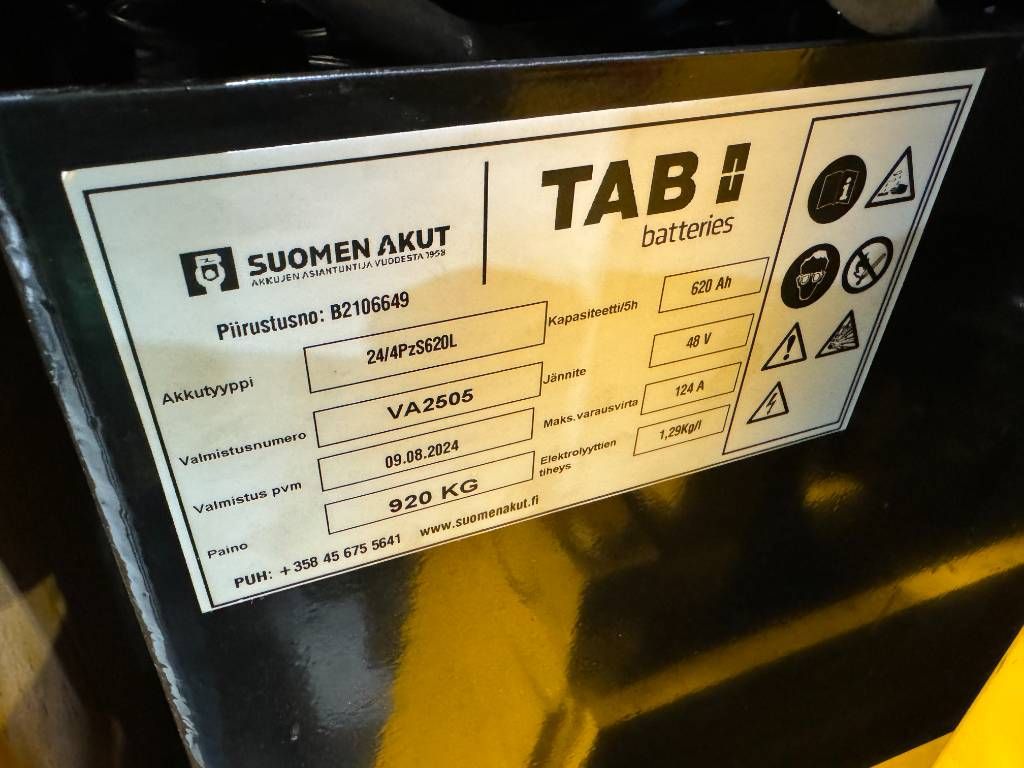 SUOMEN AKUT
AKKUJEN ASIANTUNTIJA VUODESTA 1958
TAB
batteries
Piirustusno: B2106649
Akkutyyppi 24/4PzS620L
Valmistusnumero VA2505
Valmistus pvm 09.08.2024
Paino 920 KG
Kapasiteetti/5h 620 Ah
Jännite 48 V
Maks.varausvirta 124 A
Elektrolyyttien
tiheys 1,29Kg/l
PUH: +358 45 675 5641 www.suomenakut.fi